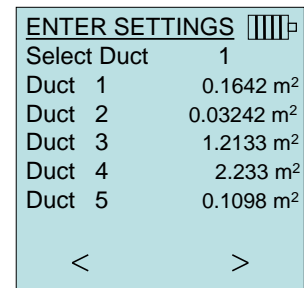 ENTER SETTINGS
Select Duct 1
Duct 1 0.1642 m²
Duct 2 0.03242 m²
Duct 3 1.2133 m²
Duct 4 2.233 m²
Duct 5 0.1098 m²
< >